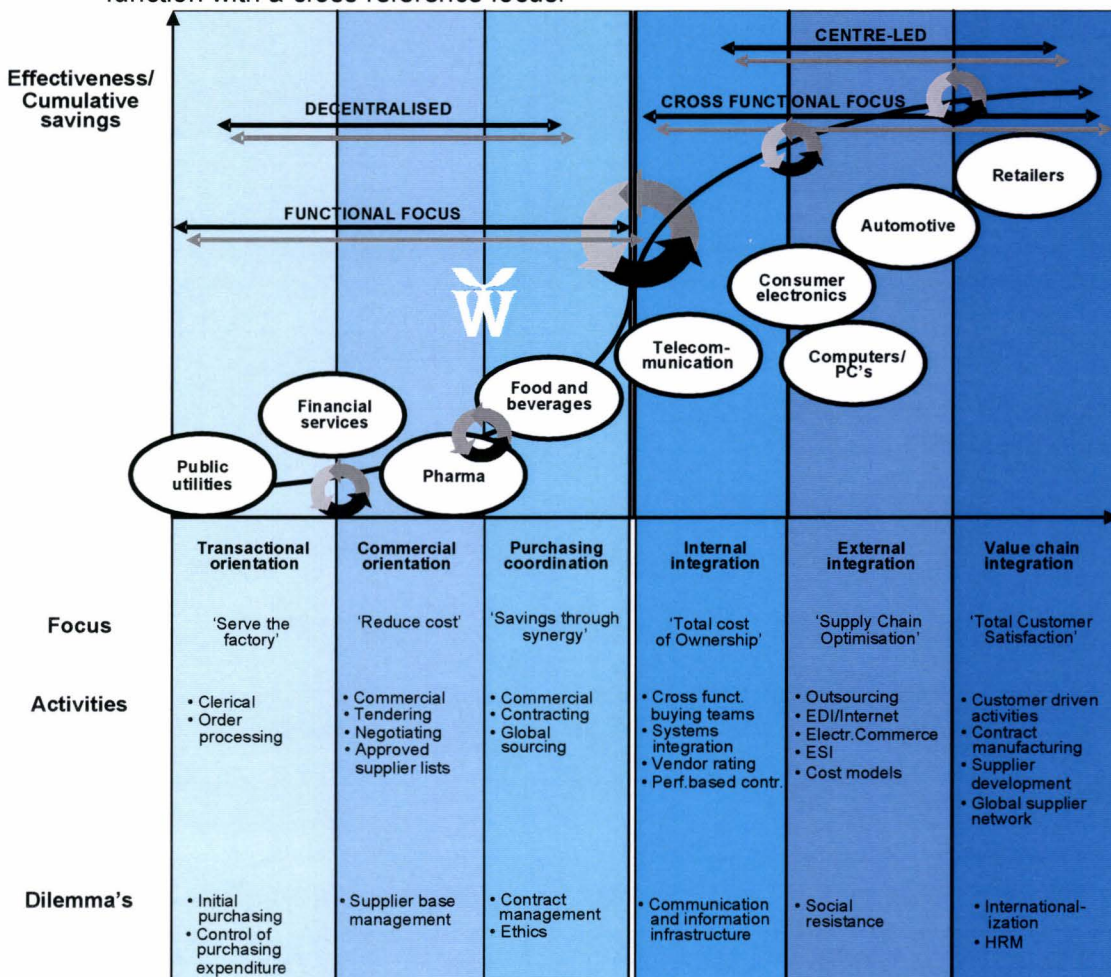 function with a cross reference focus.
Effectiveness/
Cumulative
savings
CENTRE-LED
DECENTRALISED
CROSS FUNCTIONAL FOCUS
FUNCTIONAL FOCUS
Retailers
Automotive
Consumer
electronics
Telecom-
munication
Computers/
PC's
Food and
beverages
Financial
services
Public
utilities
Pharma
W
Transactional
orientation
Commercial
orientation
Purchasing
coordination
Internal
integration
External
integration
Value chain
integration
Focus
'Serve the
factory'
'Reduce cost'
'Savings through
synergy'
'Total cost
of Ownership'
'Supply Chain
Optimisation'
'Total Customer
Satisfaction'
Activities
• Clerical
• Order
processing
• Commercial
• Tendering
• Negotiating
• Approved
supplier lists
• Commercial
• Contracting
• Global
sourcing
• Cross funct.
buying teams
• Systems
integration
• Vendor rating
• Perf.based contr.
• Outsourcing
• EDI/Internet
• Electr.Commerce
• ESI
• Cost models
• Customer driven
activities
• Contract
manufacturing
• Supplier
development
• Global supplier
network
Dilemma's
• Initial
purchasing
• Control of
purchasing
expenditure
• Supplier base
management
• Contract
management
• Ethics
• Communication
and information
infrastructure
• Social
resistance
• International-
ization
• HRM